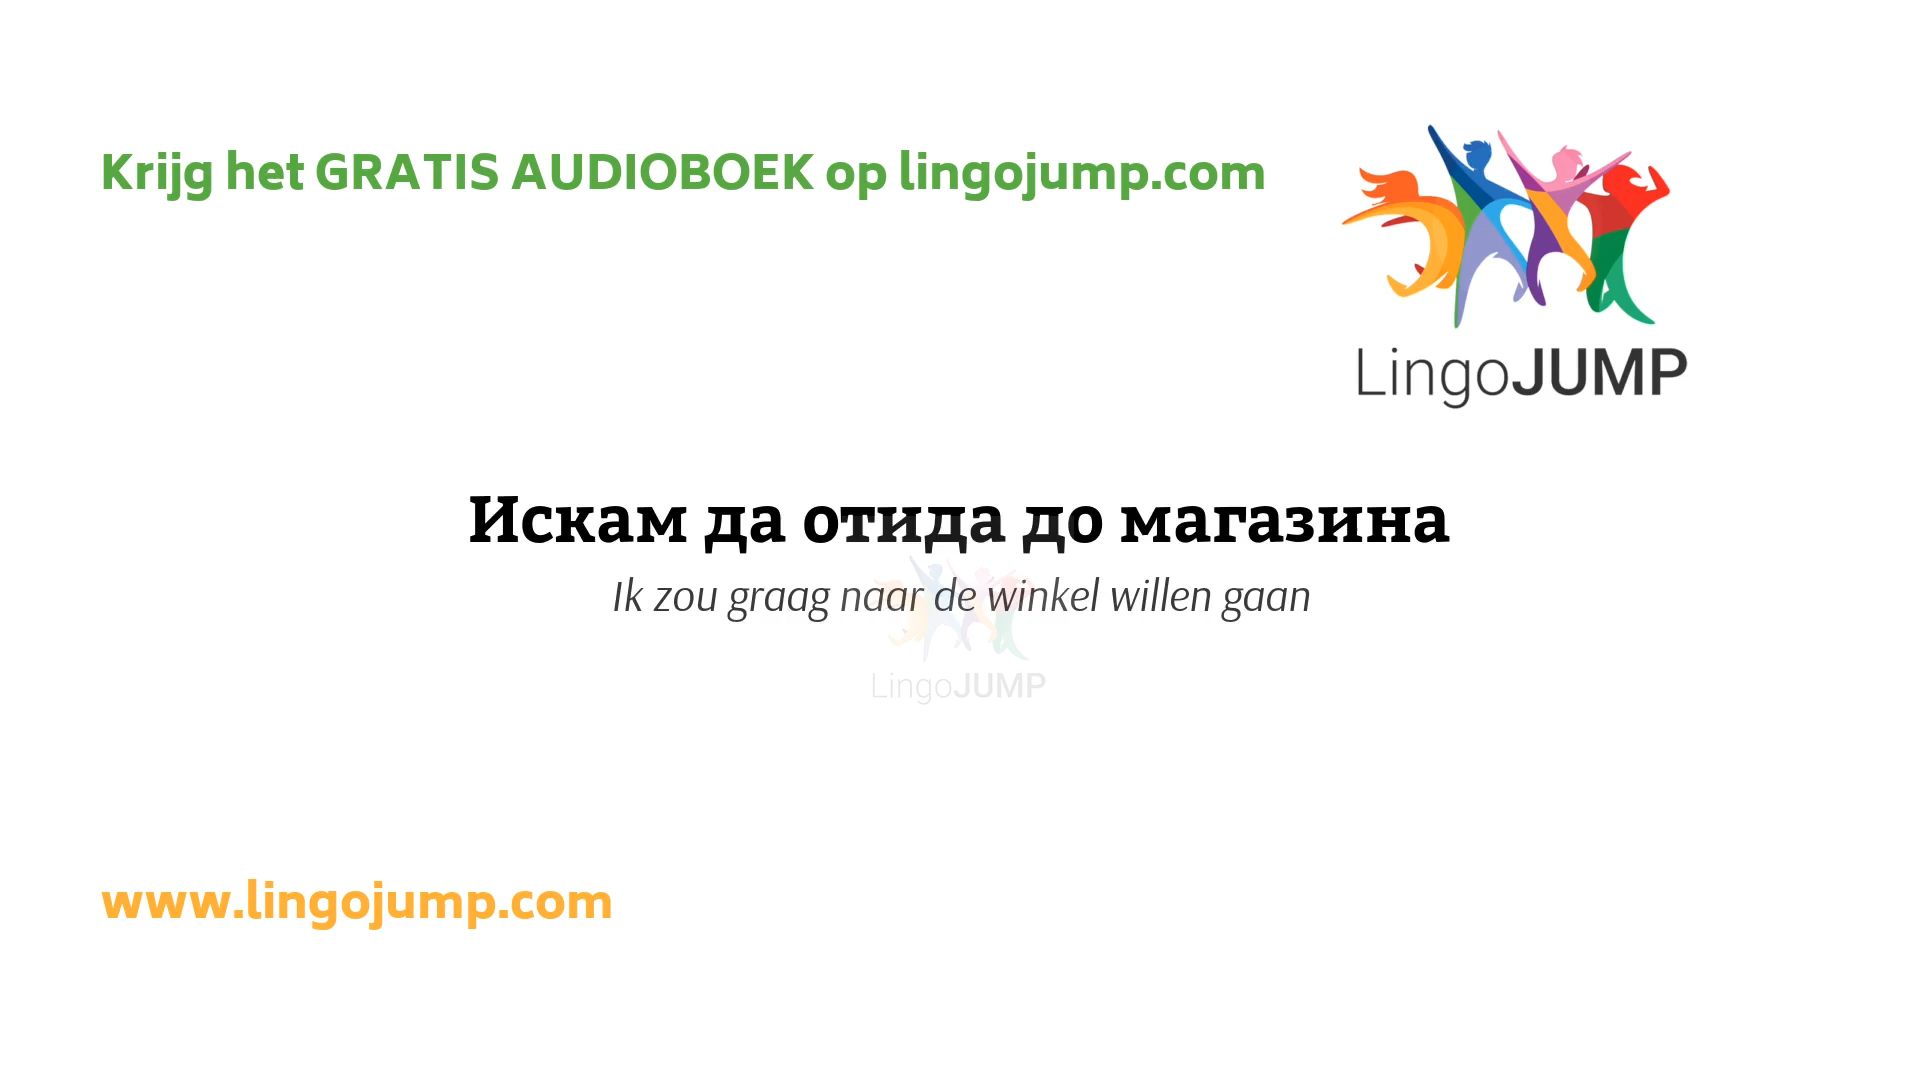 Krijg het GRATIS AUDIOBOEK op lingojump.com
LingoJUMP
Искам да отида до магазина
Ik zou graag naar de winkel willen gaan
LingoJUMP
www.lingojump.com